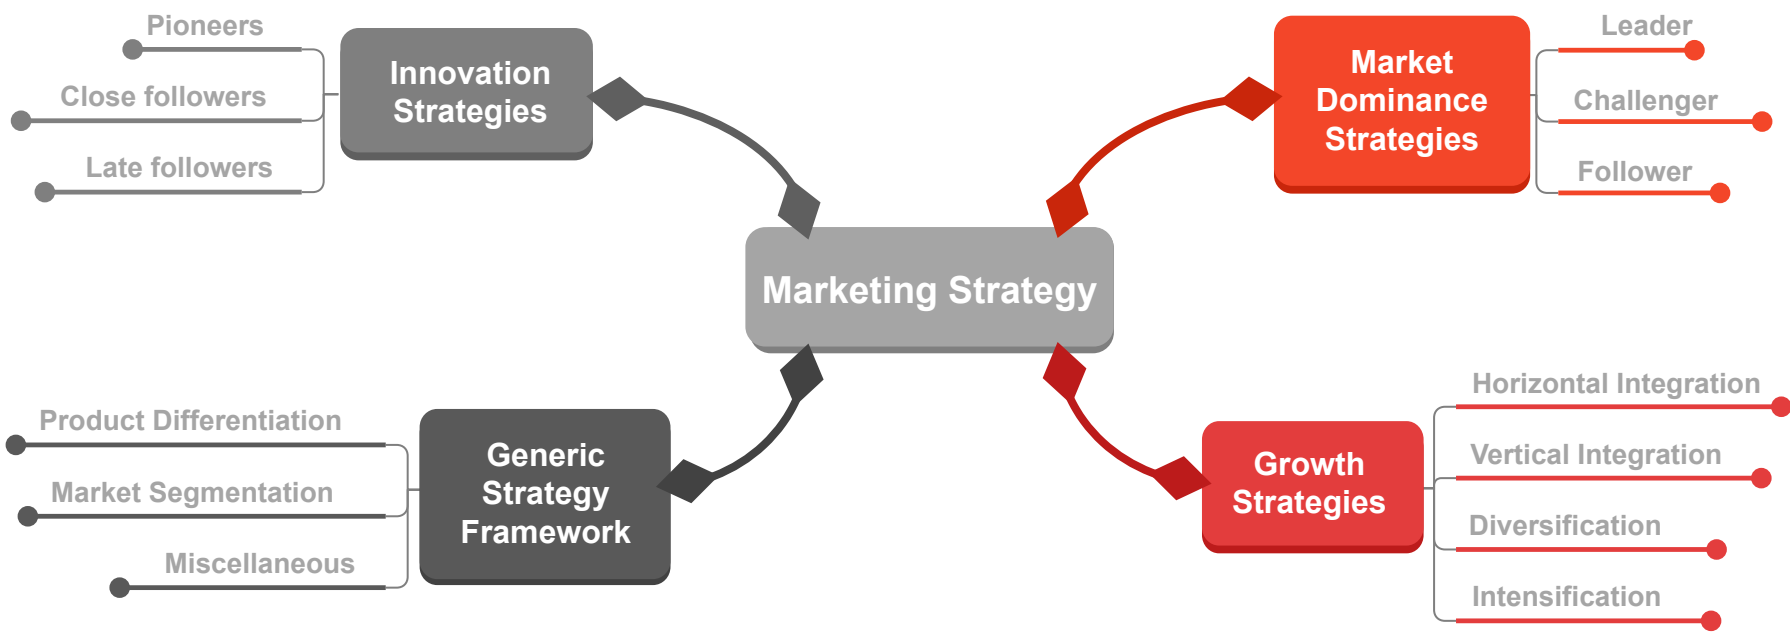 Pioneers
Close followers
Late followers
Innovation
Strategies
Market
Dominance
Strategies
Leader
Challenger
Follower
Marketing Strategy
Product Differentiation
Market Segmentation
Miscellaneous
Generic
Strategy
Framework
Growth
Strategies
Horizontal Integration
Vertical Integration
Diversification
Intensification